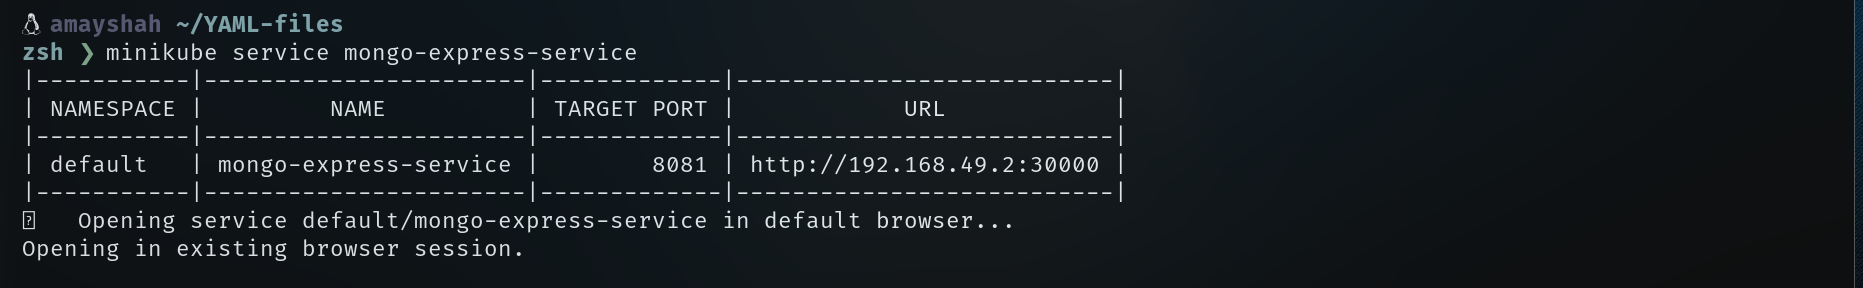 amayshah ~/YAML-files
zsh ❯ minikube service mongo-express-service
|-----------|-----------------------|-------------|--------------------------|
| NAMESPACE |         NAME          | TARGET PORT |            URL            |
|-----------|-----------------------|-------------|--------------------------|
| default   | mongo-express-service |        8081 | http://192.168.49.2:30000 |
|-----------|-----------------------|-------------|--------------------------|
Opening service default/mongo-express-service in default browser...
Opening in existing browser session.